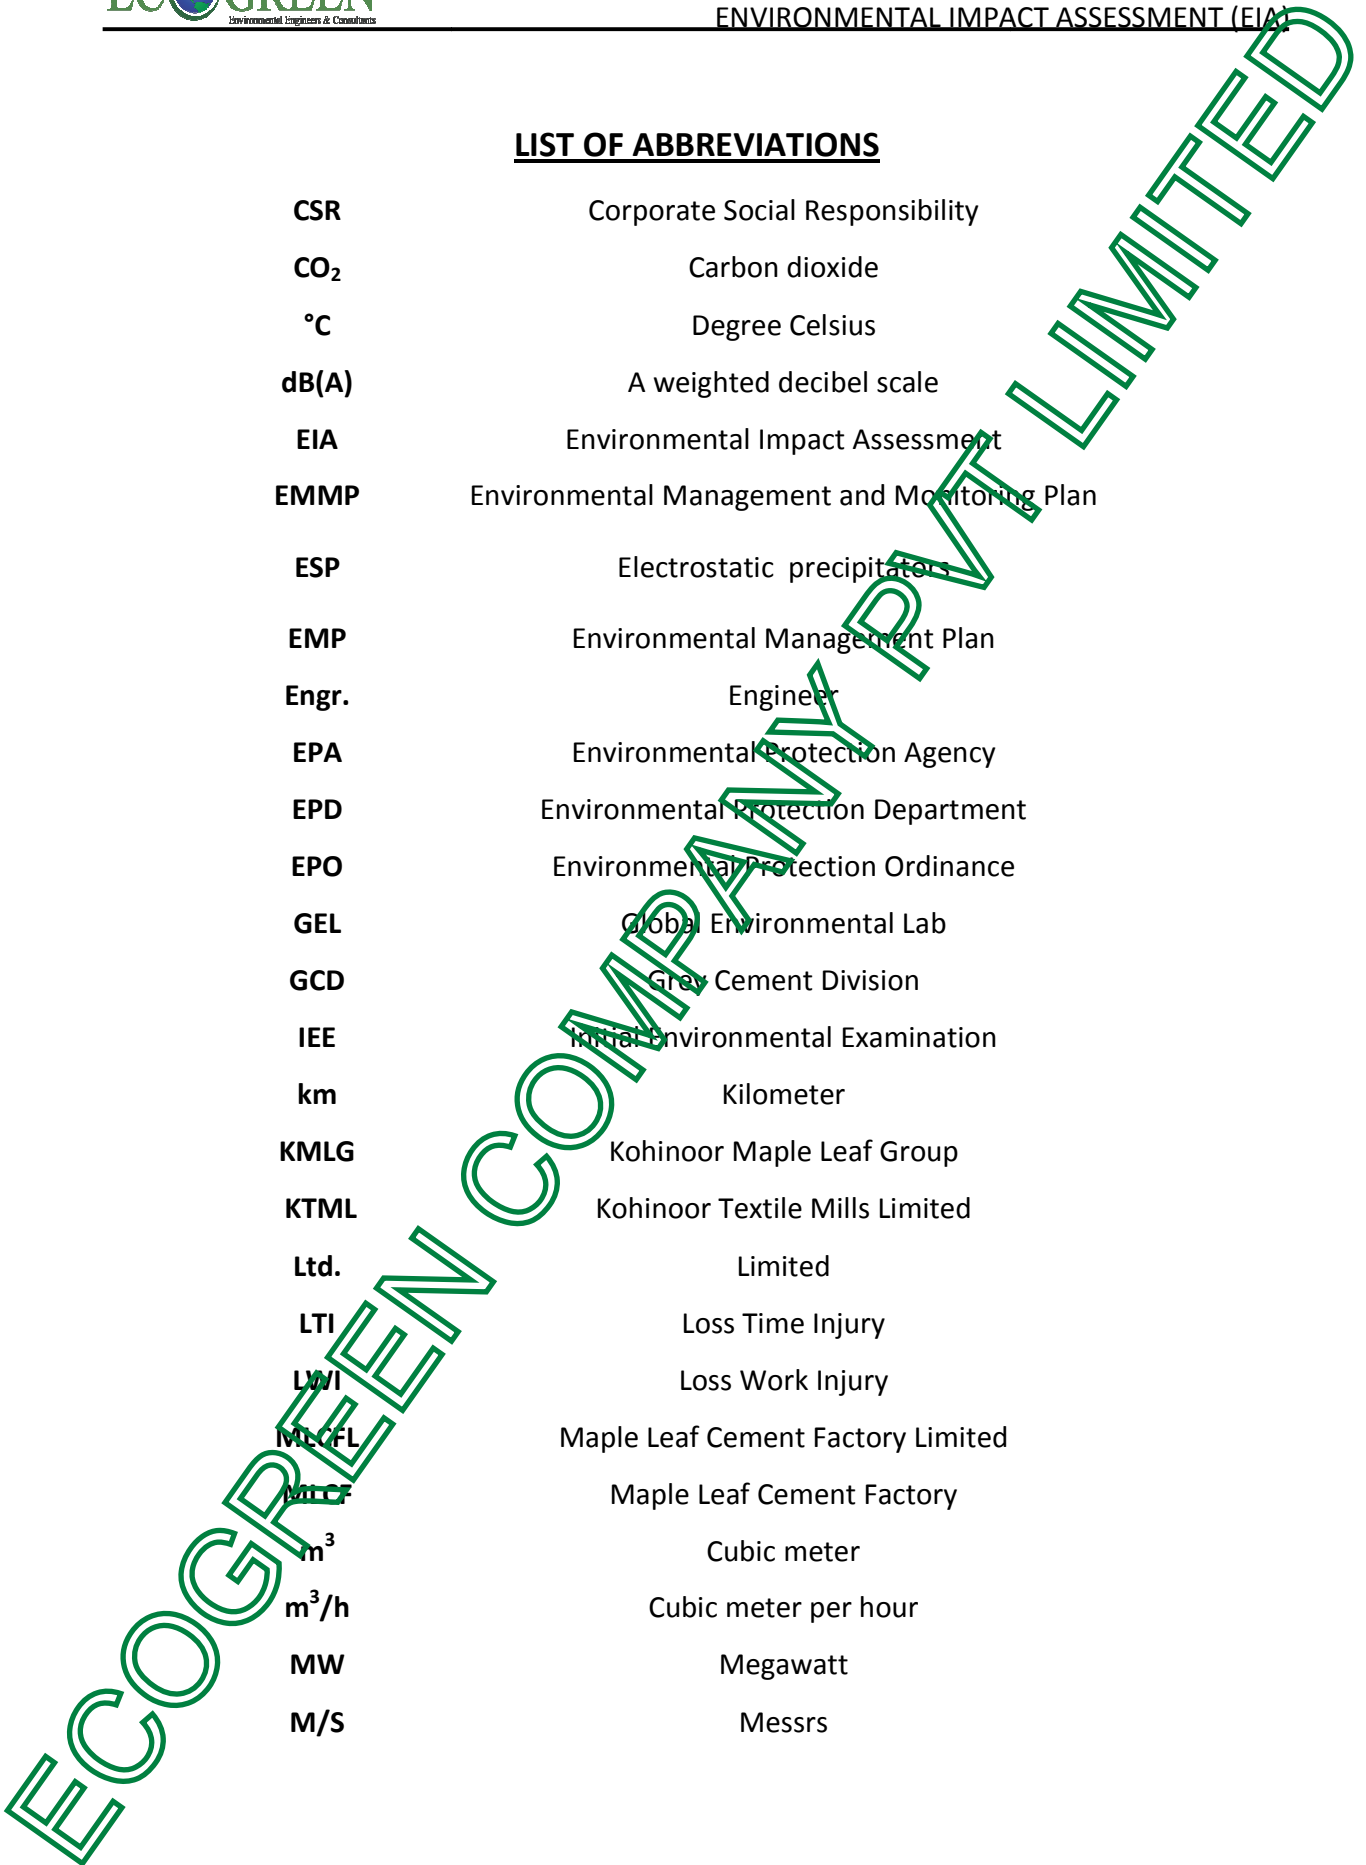 ECOGREEN
Environmental Engineers & Consultants
ENVIRONMENTAL IMPACT ASSESSMENT (EIA)
LIST OF ABBREVIATIONS
CSR Corporate Social Responsibility
CO₂ Carbon dioxide
°C Degree Celsius
dB(A) A weighted decibel scale
EIA Environmental Impact Assessment
EMMP Environmental Management and Monitoring Plan
ESP Electrostatic precipitators
EMP Environmental Management Plan
Engr. Engineer
EPA Environmental Protection Agency
EPD Environmental Protection Department
EPO Environmental Protection Ordinance
GEL Global Environmental Lab
GCD Grey Cement Division
IEE Initial Environmental Examination
km Kilometer
KMLG Kohinoor Maple Leaf Group
KTML Kohinoor Textile Mills Limited
Ltd. Limited
LTI Loss Time Injury
LWI Loss Work Injury
MLCFL Maple Leaf Cement Factory Limited
MLCF Maple Leaf Cement Factory
m³ Cubic meter
m³/h Cubic meter per hour
MW Megawatt
M/S Messrs
ECOGREEN COMPANY PVT LIMITED